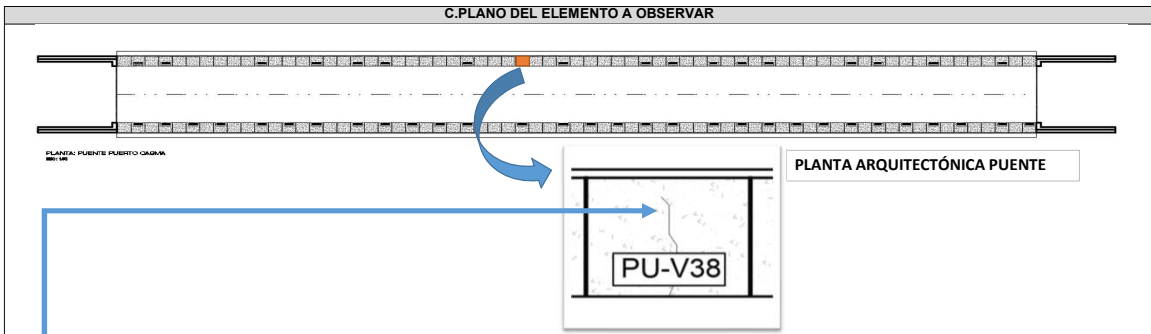 C.PLANO DEL ELEMENTO A OBSERVAR
PLANTA: PUENTE PUERTO CASMA
PLANTA ARQUITECTÓNICA PUENTE
PU-V38